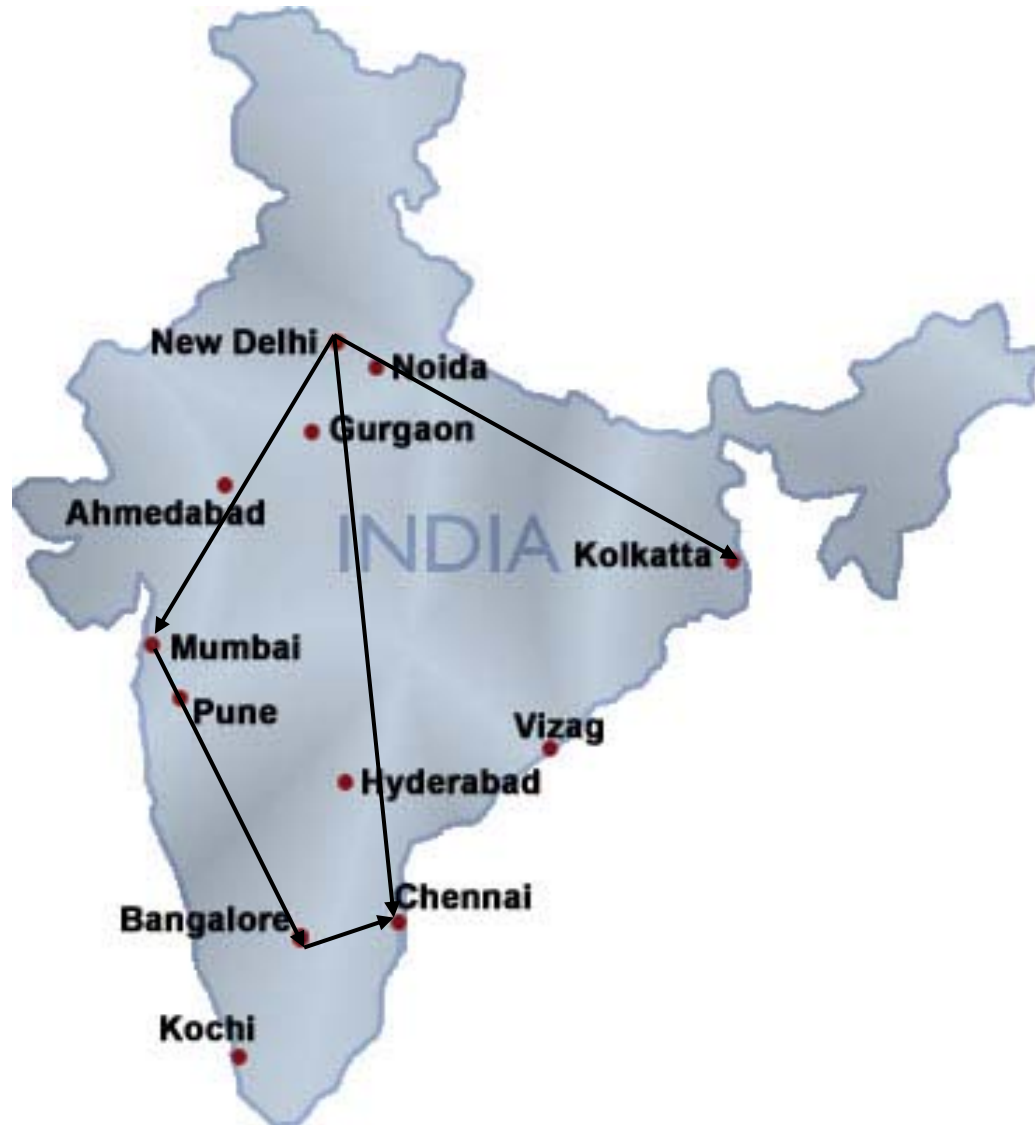 New Delhi
Noida
Gurgaon
Ahmedabad
INDIA
Kolkatta
Mumbai
Pune
Vizag
Hyderabad
Chennai
Bangalore
Kochi